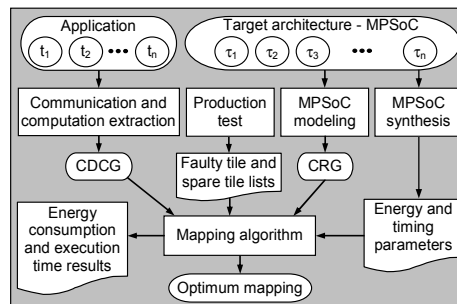 Application
Target architecture - MPSoC
t1 t2 ••• tn
τ1 τ2 τ3 ••• τn
Communication and
computation extraction
Production
test
MPSoC
modeling
MPSoC
synthesis
CDCG
Faulty tile and
spare tile lists
CRG
Energy
consumption
and execution
time results
Mapping algorithm
Energy and
timing
parameters
Optimum mapping